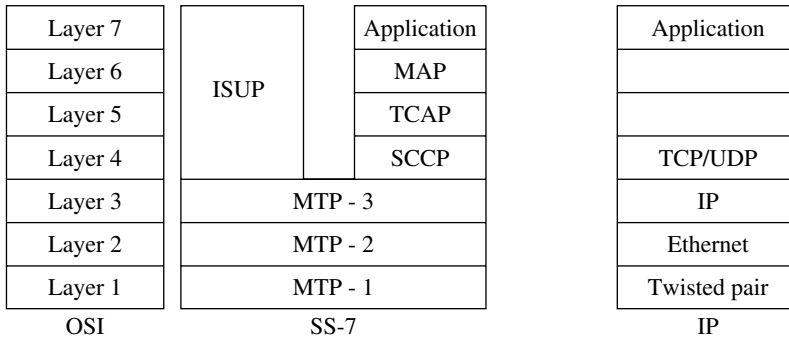 Layer 7
Layer 6
Layer 5
Layer 4
Layer 3
Layer 2
Layer 1
OSI
ISUP
Application
MAP
TCAP
SCCP
MTP - 3
MTP - 2
MTP - 1
SS-7
Application
TCP/UDP
IP
Ethernet
Twisted pair
IP